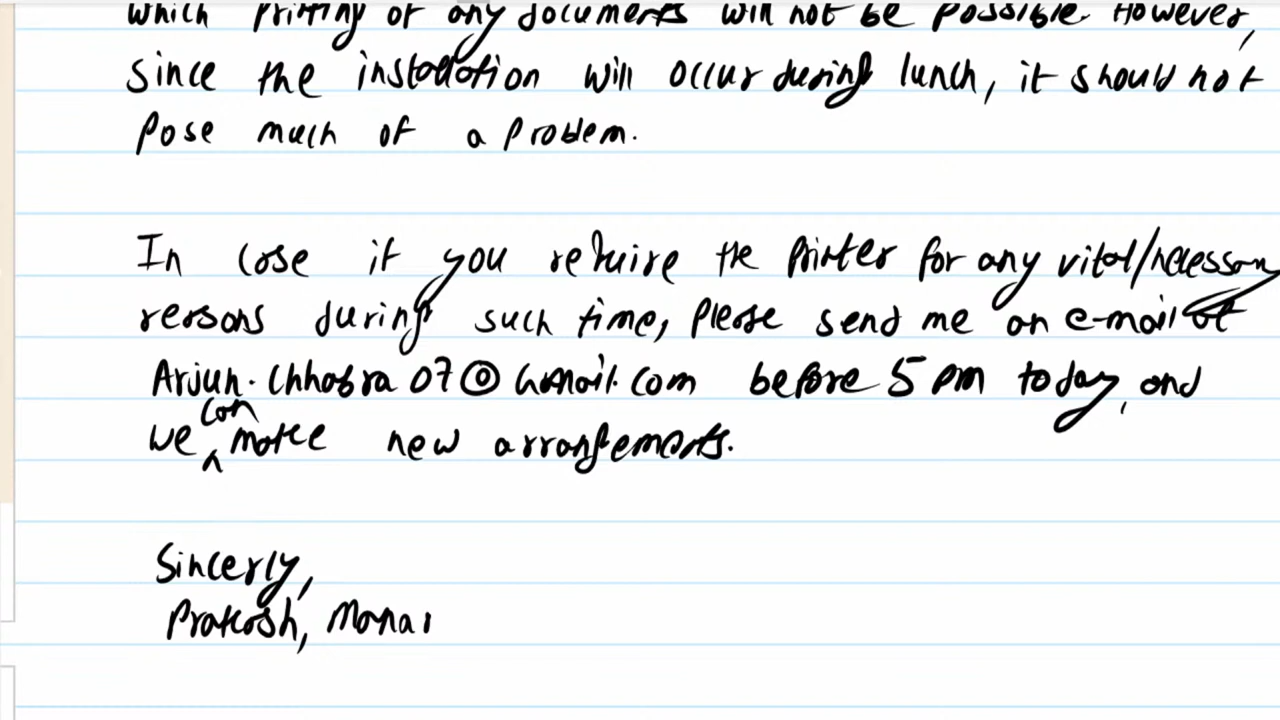 which printing of any documents will not be possible. However,
since the installation will occur during lunch, it should not
pose much of a problem.
In case if you require the printer for any vital/necessary
reasons during such time, please send me an e-mail at
Arjun.Chhabra07@Gmail.com before 5 pm today, and
we can make new arrangements.
Sincerly,
Prakash, Mana